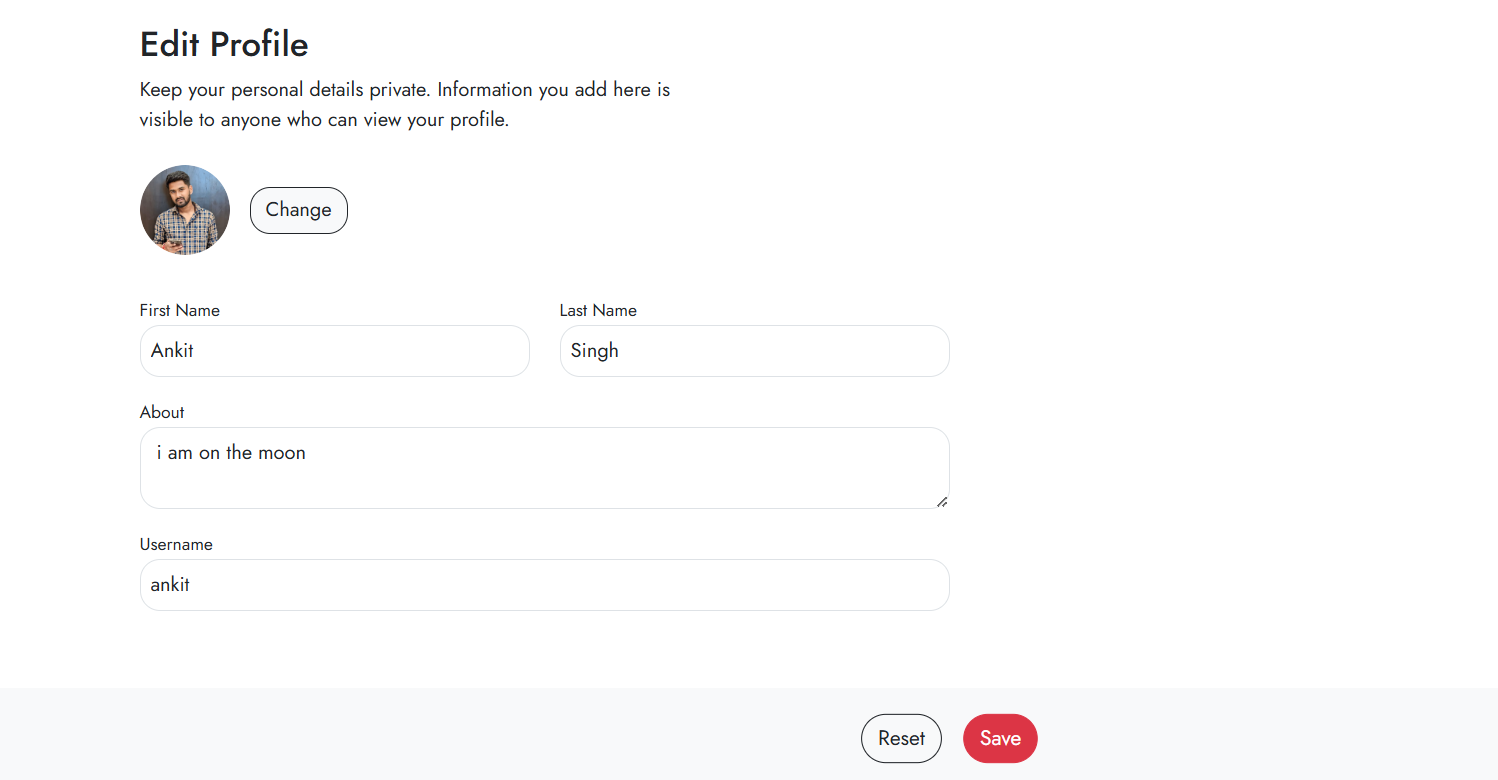 Edit Profile
Keep your personal details private. Information you add here is
visible to anyone who can view your profile.
Change
First Name
Last Name
Ankit
Singh
About
i am on the moon
Username
ankit
Reset
Save